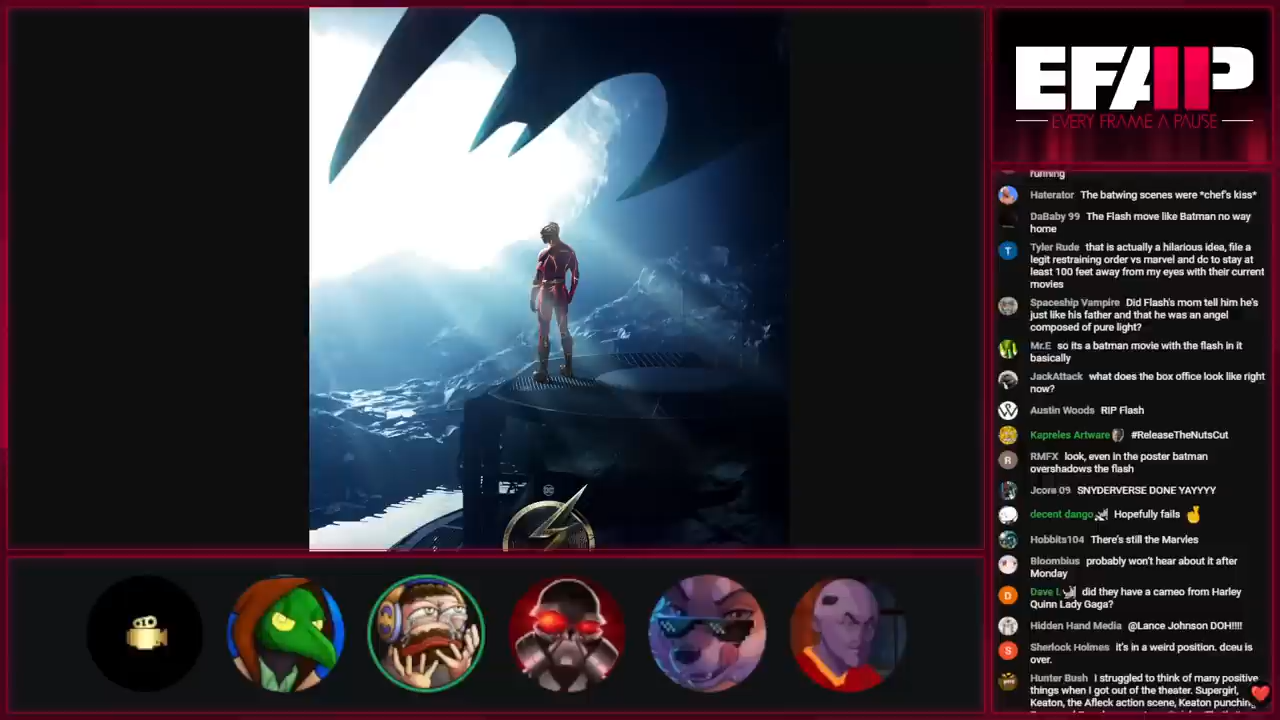 EFAP
EVERY FRAME A PAUSE
DC
running
Haterator The batwing scenes were *chef's kiss*
DaBaby 99 The Flash move like Batman no way
home
Tyler Rude that is actually a hilarious idea, file a
legit restraining order vs marvel and dc to stay at
least 100 feet away from my eyes with their current
movies
Spaceship Vampire Did Flash's mom tell him he's
just like his father and that he was an angel
composed of pure light?
Mr.E so its a batman movie with the flash in it
basically
JackAttack what does the box office look like right
now?
Austin Woods RIP Flash
Kapreles Artware #ReleaseTheNutsCut
R
RMFX look, even in the poster batman
overshadows the flash
Jcors 09 SNYDERVERSE DONE YAYYYY
decent dango Hopefully fails
Hobbits104 There's still the Marvles
Bloombius probably won't hear about it after
Monday
D
Dave I. did they have a cameo from Harley
Quinn Lady Gaga?
Hidden Hand Media @Lance Johnson DOH!!!!
S
Sherlock Holmes it's in a weird position. dceu is
over.
Hunter Bush I struggled to think of many positive
things when I got out of the theater. Supergirl,
Keaton, the Afleck action scene, Keaton punching